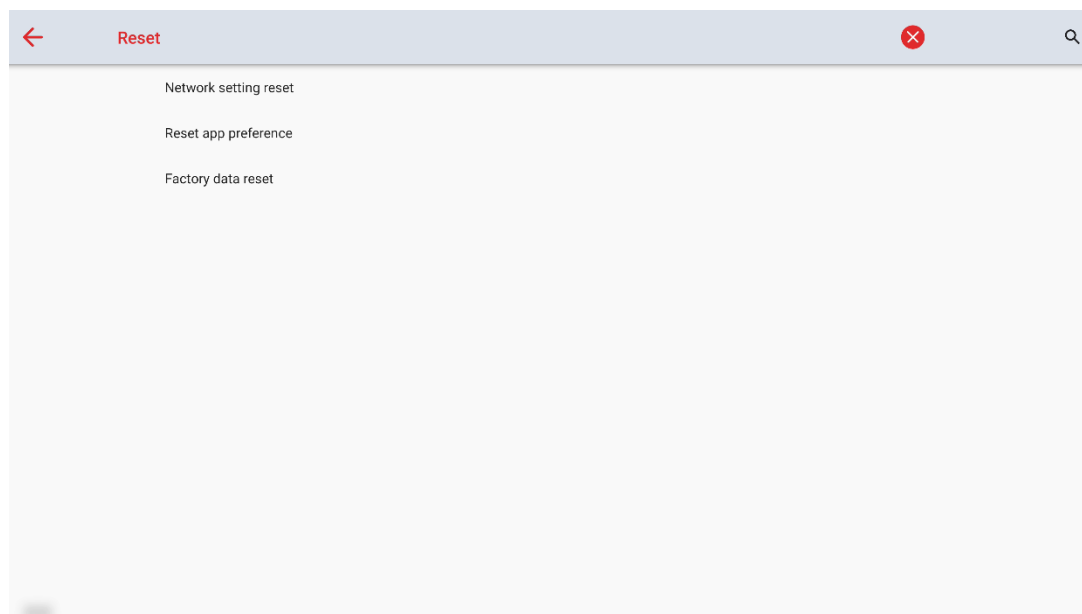 Reset
Network setting reset
Reset app preference
Factory data reset